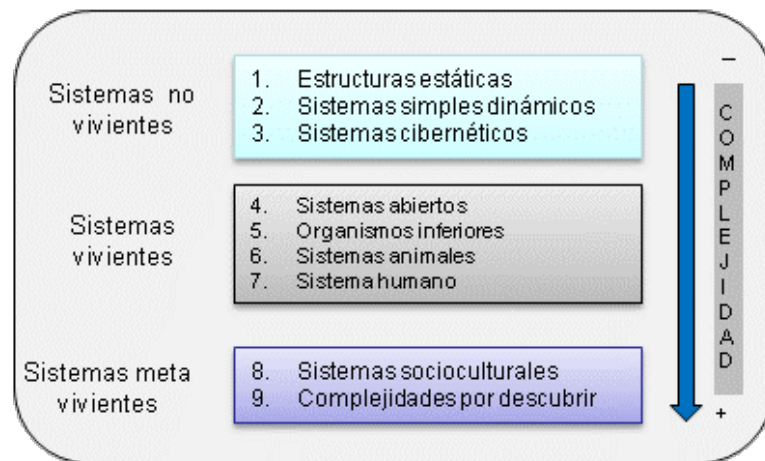 Sistemas no
vivientes
1. Estructuras estáticas
2. Sistemas simples dinámicos
3. Sistemas cibernéticos
Sistemas
vivientes
4. Sistemas abiertos
5. Organismos inferiores
6. Sistemas animales
7. Sistema humano
Sistemas meta
vivientes
8. Sistemas socioculturales
9. Complejidades por descubrir
–
COMPLEJIDAD
+